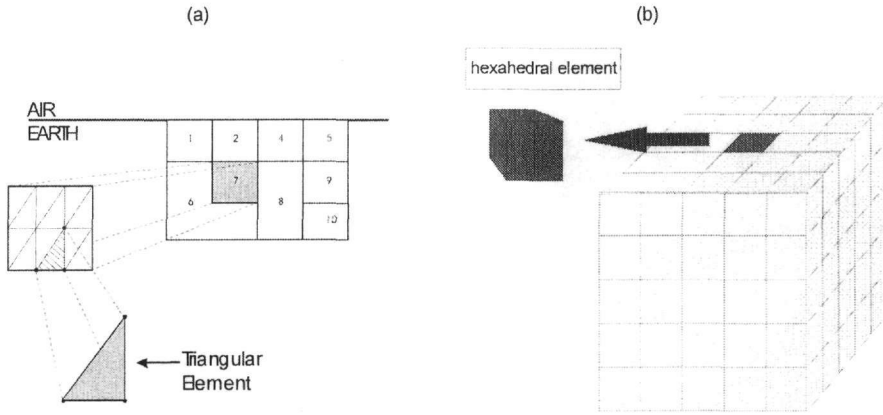 (a)
(b)
hexahedral element
AIR
EARTH
1 2 4 5
7 9
6 8
10
Triangular
Element